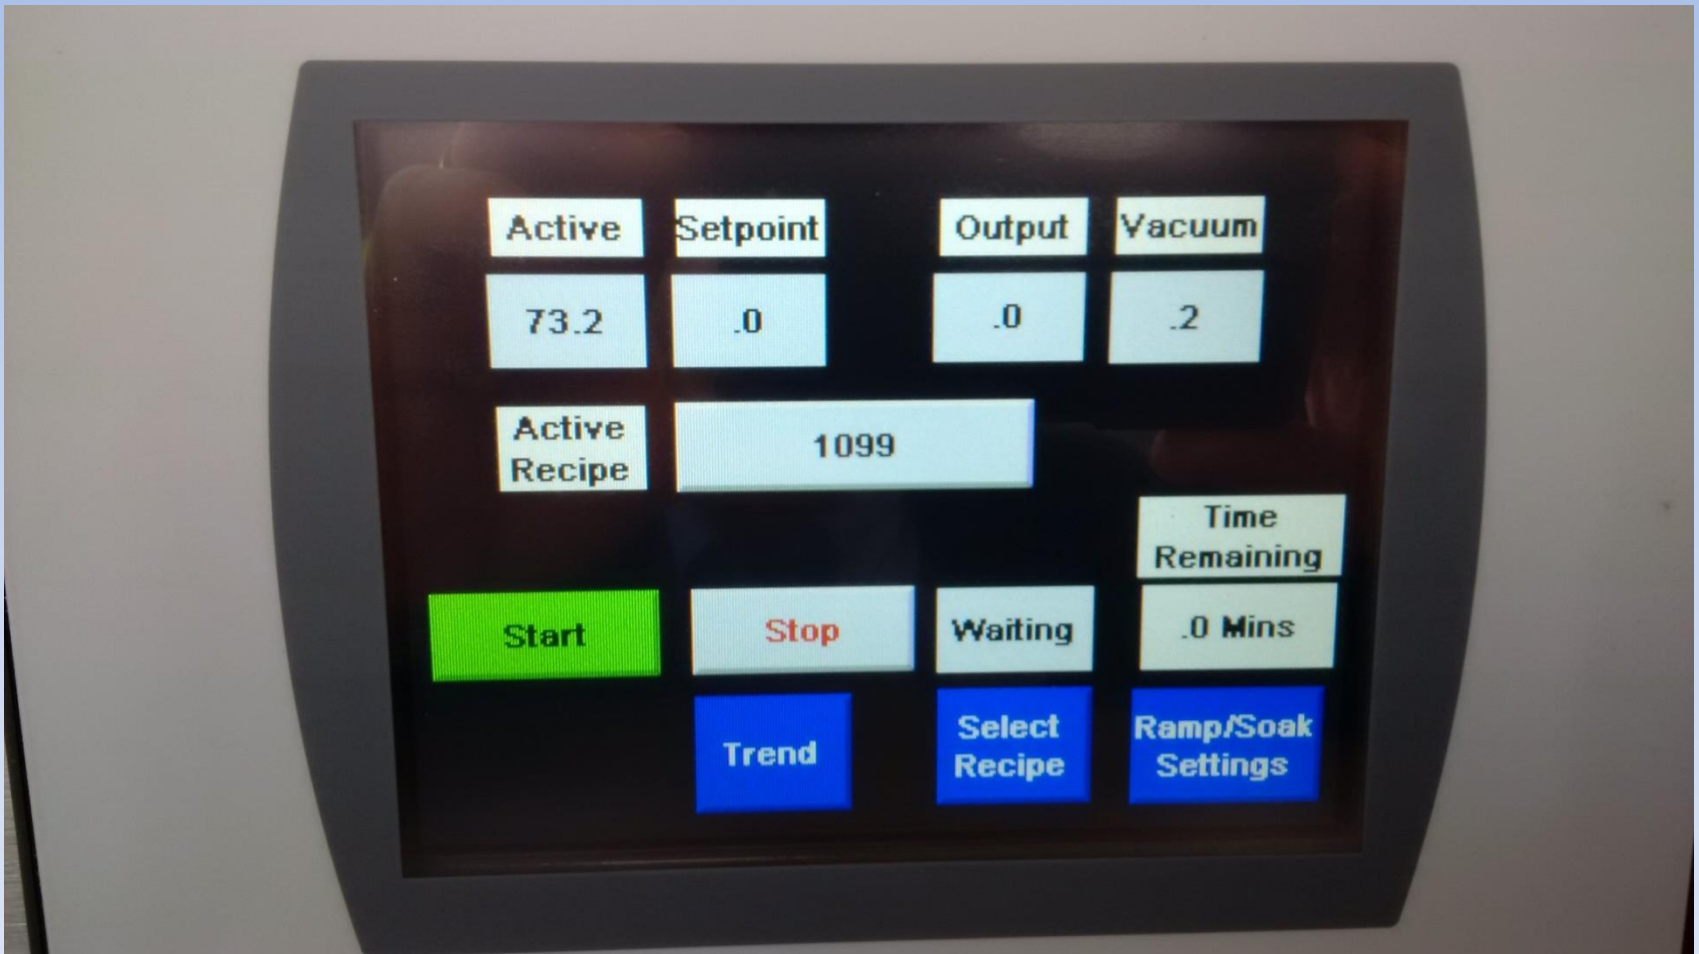 Active
Setpoint
Output
Vacuum
73.2
.0
.0
.2
Active
Recipe
1099
Time
Remaining
Start
Stop
Waiting
.0 Mins
Trend
Select
Recipe
Ramp/Soak
Settings